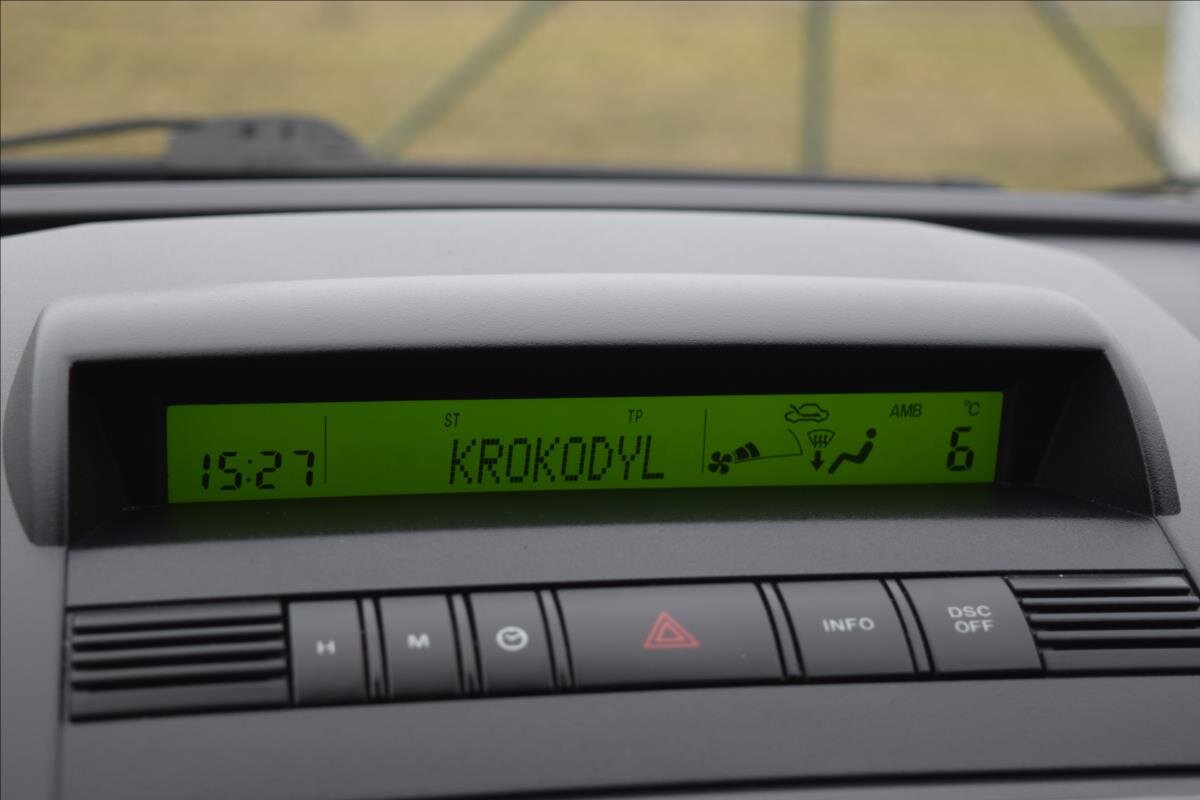 ST TP AMB °C
15:27 KROKODYL 6
H M INFO DSC
OFF